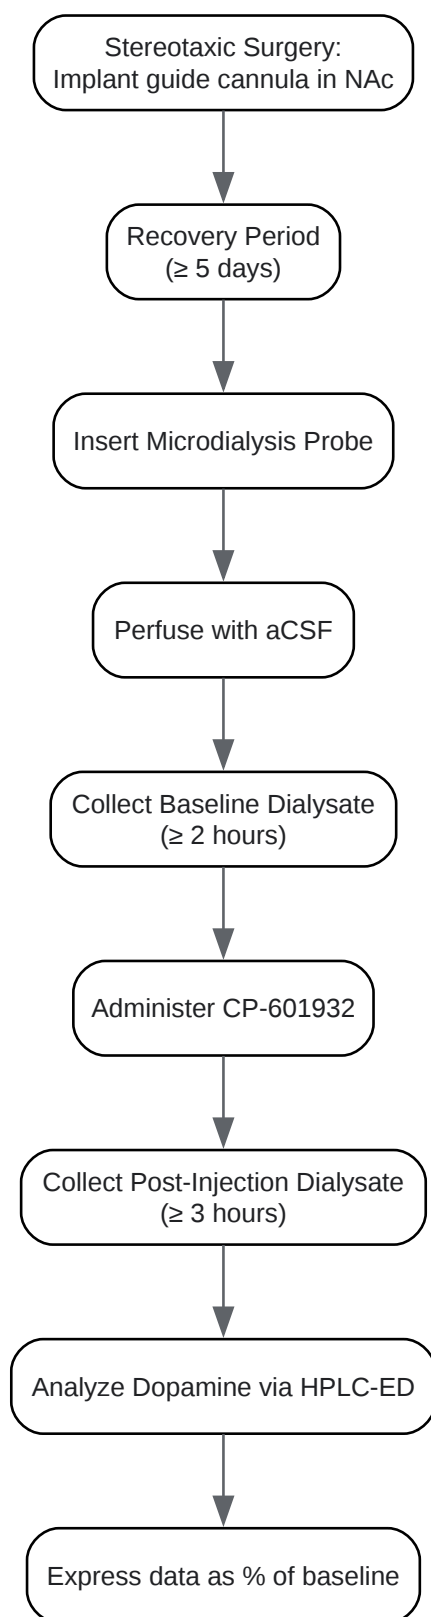 Stereotaxic Surgery:
Implant guide cannula in NAc
Recovery Period
(≥ 5 days)
Insert Microdialysis Probe
Perfuse with aCSF
Collect Baseline Dialysate
(≥ 2 hours)
Administer CP-601932
Collect Post-Injection Dialysate
(≥ 3 hours)
Analyze Dopamine via HPLC-ED
Express data as % of baseline